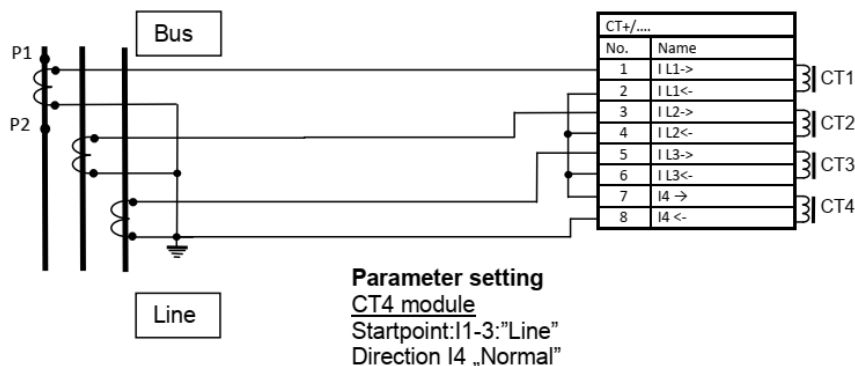 Bus
P1
P2
Line
CT+/....
No. Name
1 I L1->
2 I L1<-
3 I L2->
4 I L2<-
5 I L3->
6 I L3<-
7 I4 →
8 I4 <-
CT1
CT2
CT3
CT4
Parameter setting
CT4 module
Startpoint:I1-3:”Line”
Direction I4 „Normal”